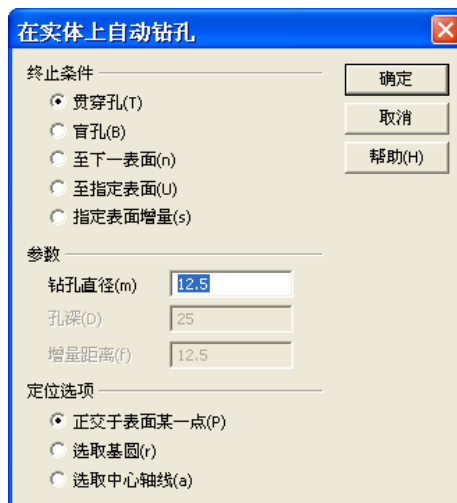 在实体上自动钻孔
终止条件
贯穿孔(T)
盲孔(B)
至下一表面(n)
至指定表面(U)
指定表面增量(s)
确定
取消
帮助(H)
参数
钻孔直径(m) 12.5
孔深(D) 25
增量距离(f) 12.5
定位选项
正交于表面某一点(P)
选取基圆(r)
选取中心轴线(a)